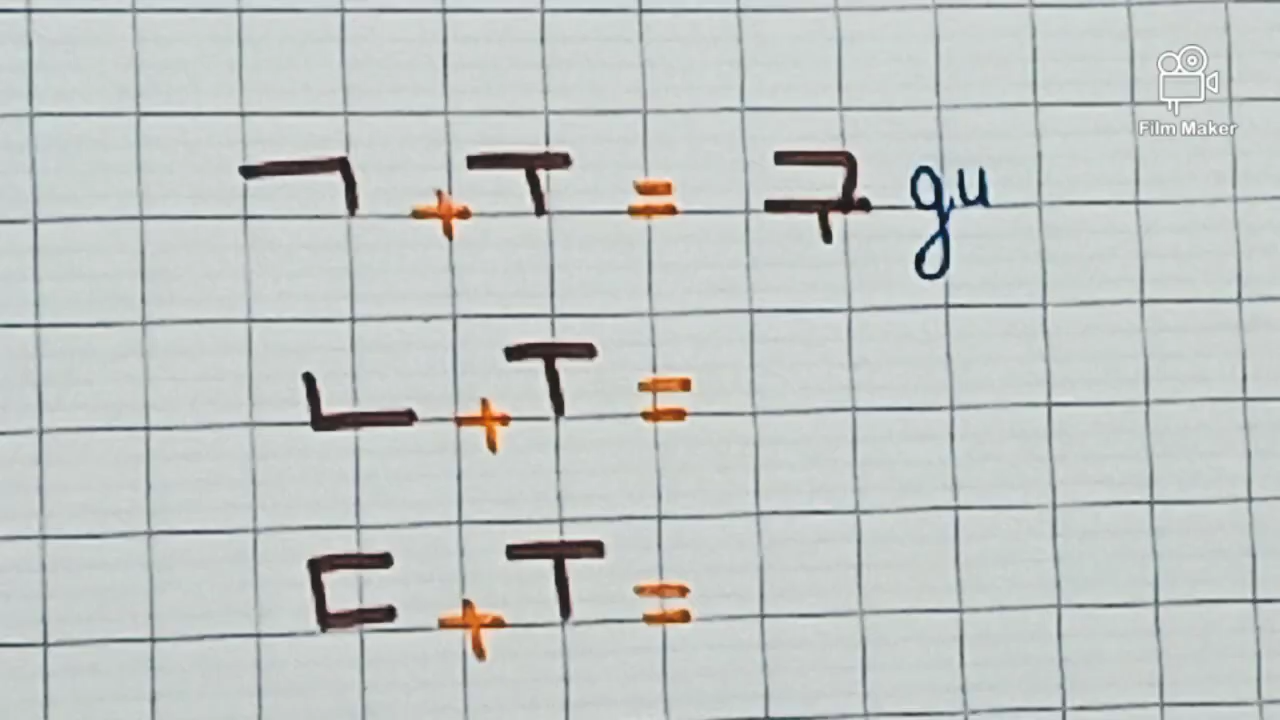 Film Maker
ㄱ + ㅜ = 구 gu
ㄴ + ㅜ =
ㄷ + ㅜ =